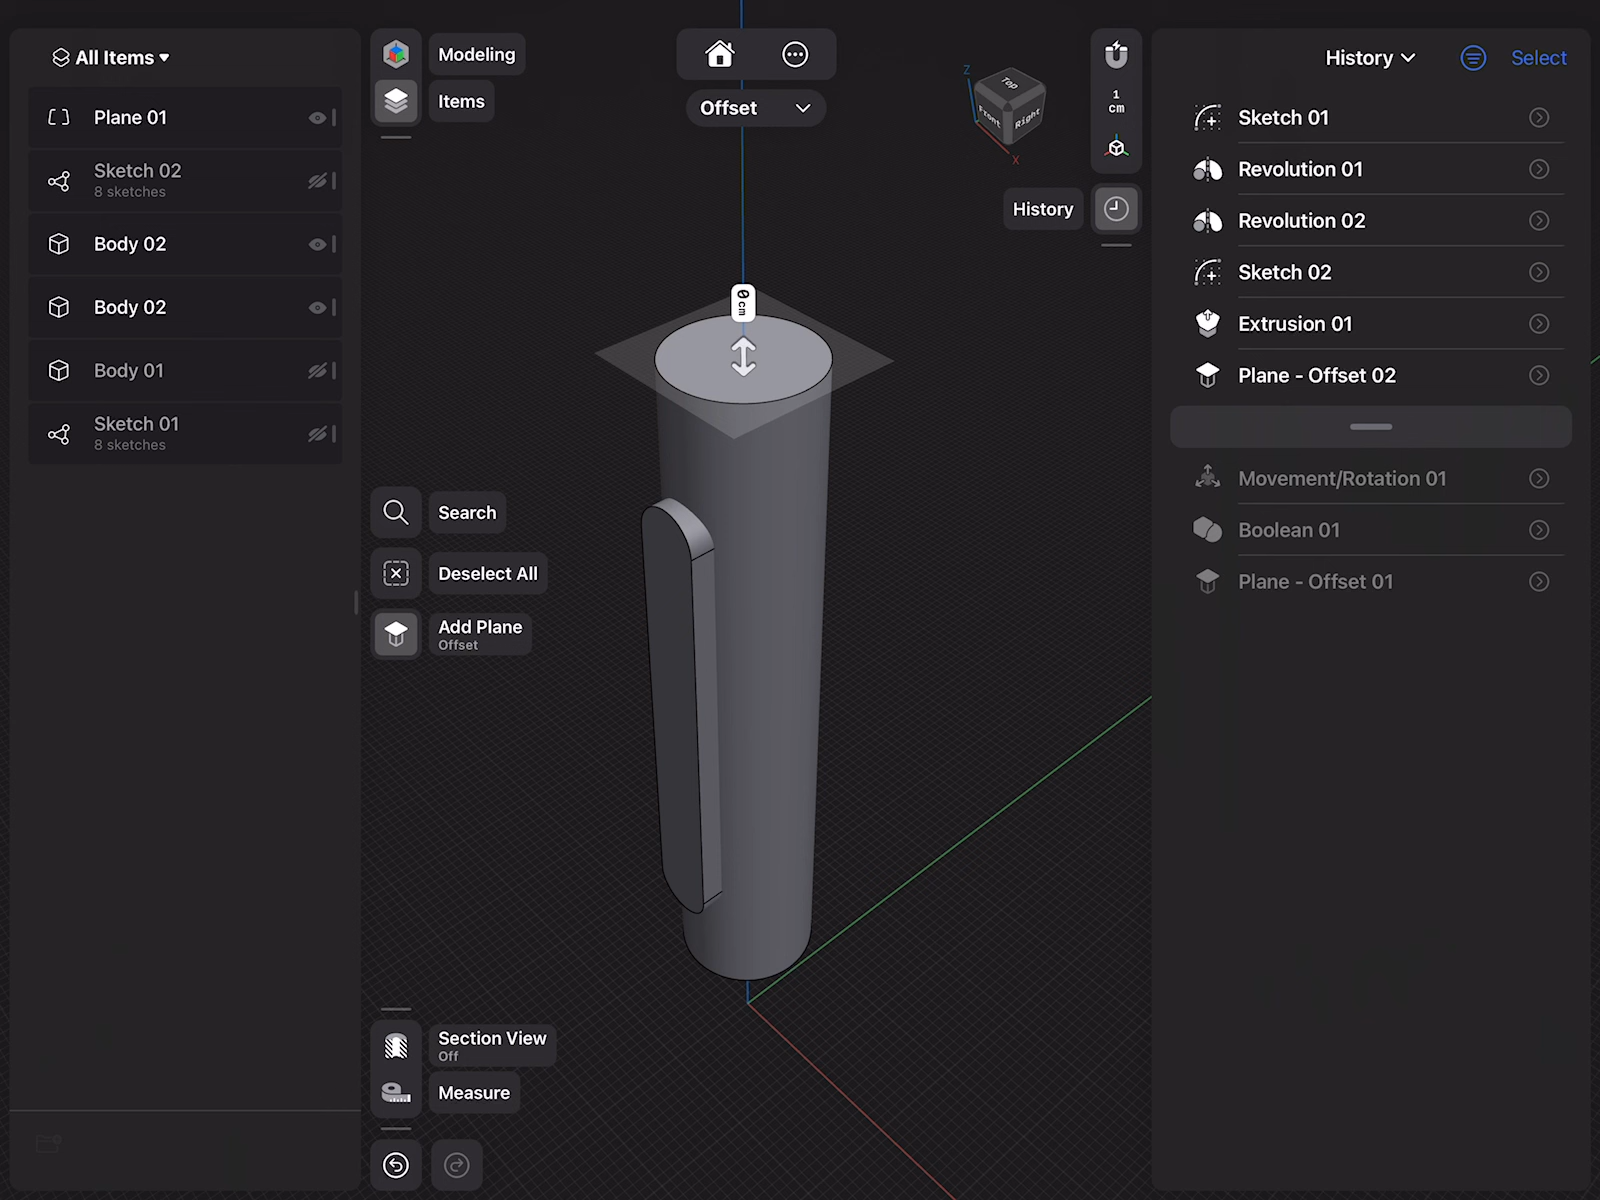 All Items
Plane 01
Sketch 02
8 sketches
Body 02
Body 02
Body 01
Sketch 01
8 sketches
Modeling
Items
Offset
0 cm
Search
Deselect All
Add Plane
Offset
Section View
Off
Measure
Z
Top
Front
Right
X
1
cm
History
History
Select
Sketch 01
Revolution 01
Revolution 02
Sketch 02
Extrusion 01
Plane - Offset 02
Movement/Rotation 01
Boolean 01
Plane - Offset 01